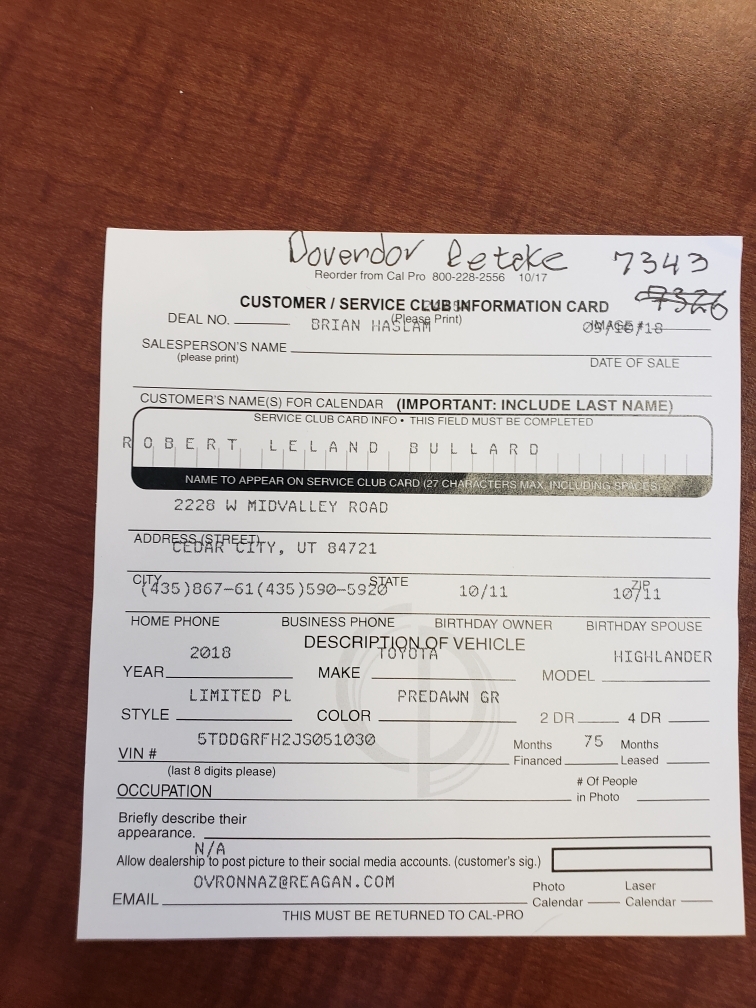 Doverdor Retake 7343
Reorder from Cal Pro 800-228-2556 10/17
7326
CUSTOMER / SERVICE CLUB INFORMATION CARD
(Please Print)
DEAL NO. BRIAN HASLAM IMAGE # 09/16/18
SALESPERSON'S NAME
(please print) DATE OF SALE
CUSTOMER'S NAME(S) FOR CALENDAR (IMPORTANT: INCLUDE LAST NAME)
SERVICE CLUB CARD INFO • THIS FIELD MUST BE COMPLETED
ROBERT LELAND BULLARD
NAME TO APPEAR ON SERVICE CLUB CARD (27 CHARACTERS MAX, INCLUDING SPACES)
2228 W MIDVALLEY ROAD
ADDRESS (STREET)
CEDAR CITY, UT 84721
CITY STATE ZIP
(435)867-61(435)590-5920 10/11 10/11
HOME PHONE BUSINESS PHONE BIRTHDAY OWNER BIRTHDAY SPOUSE
DESCRIPTION OF VEHICLE
2018 TOYOTA HIGHLANDER
YEAR MAKE MODEL
LIMITED PL PREDAWN GR
STYLE COLOR 2 DR 4 DR
5TDDGRFH2JS051030
VIN # Months Financed 75 Months Leased
(last 8 digits please)
OCCUPATION # Of People in Photo
Briefly describe their
appearance.
N/A
Allow dealership to post picture to their social media accounts. (customer's sig.)
OVRONNAZ@REAGAN.COM
EMAIL Photo Calendar Laser Calendar
THIS MUST BE RETURNED TO CAL-PRO